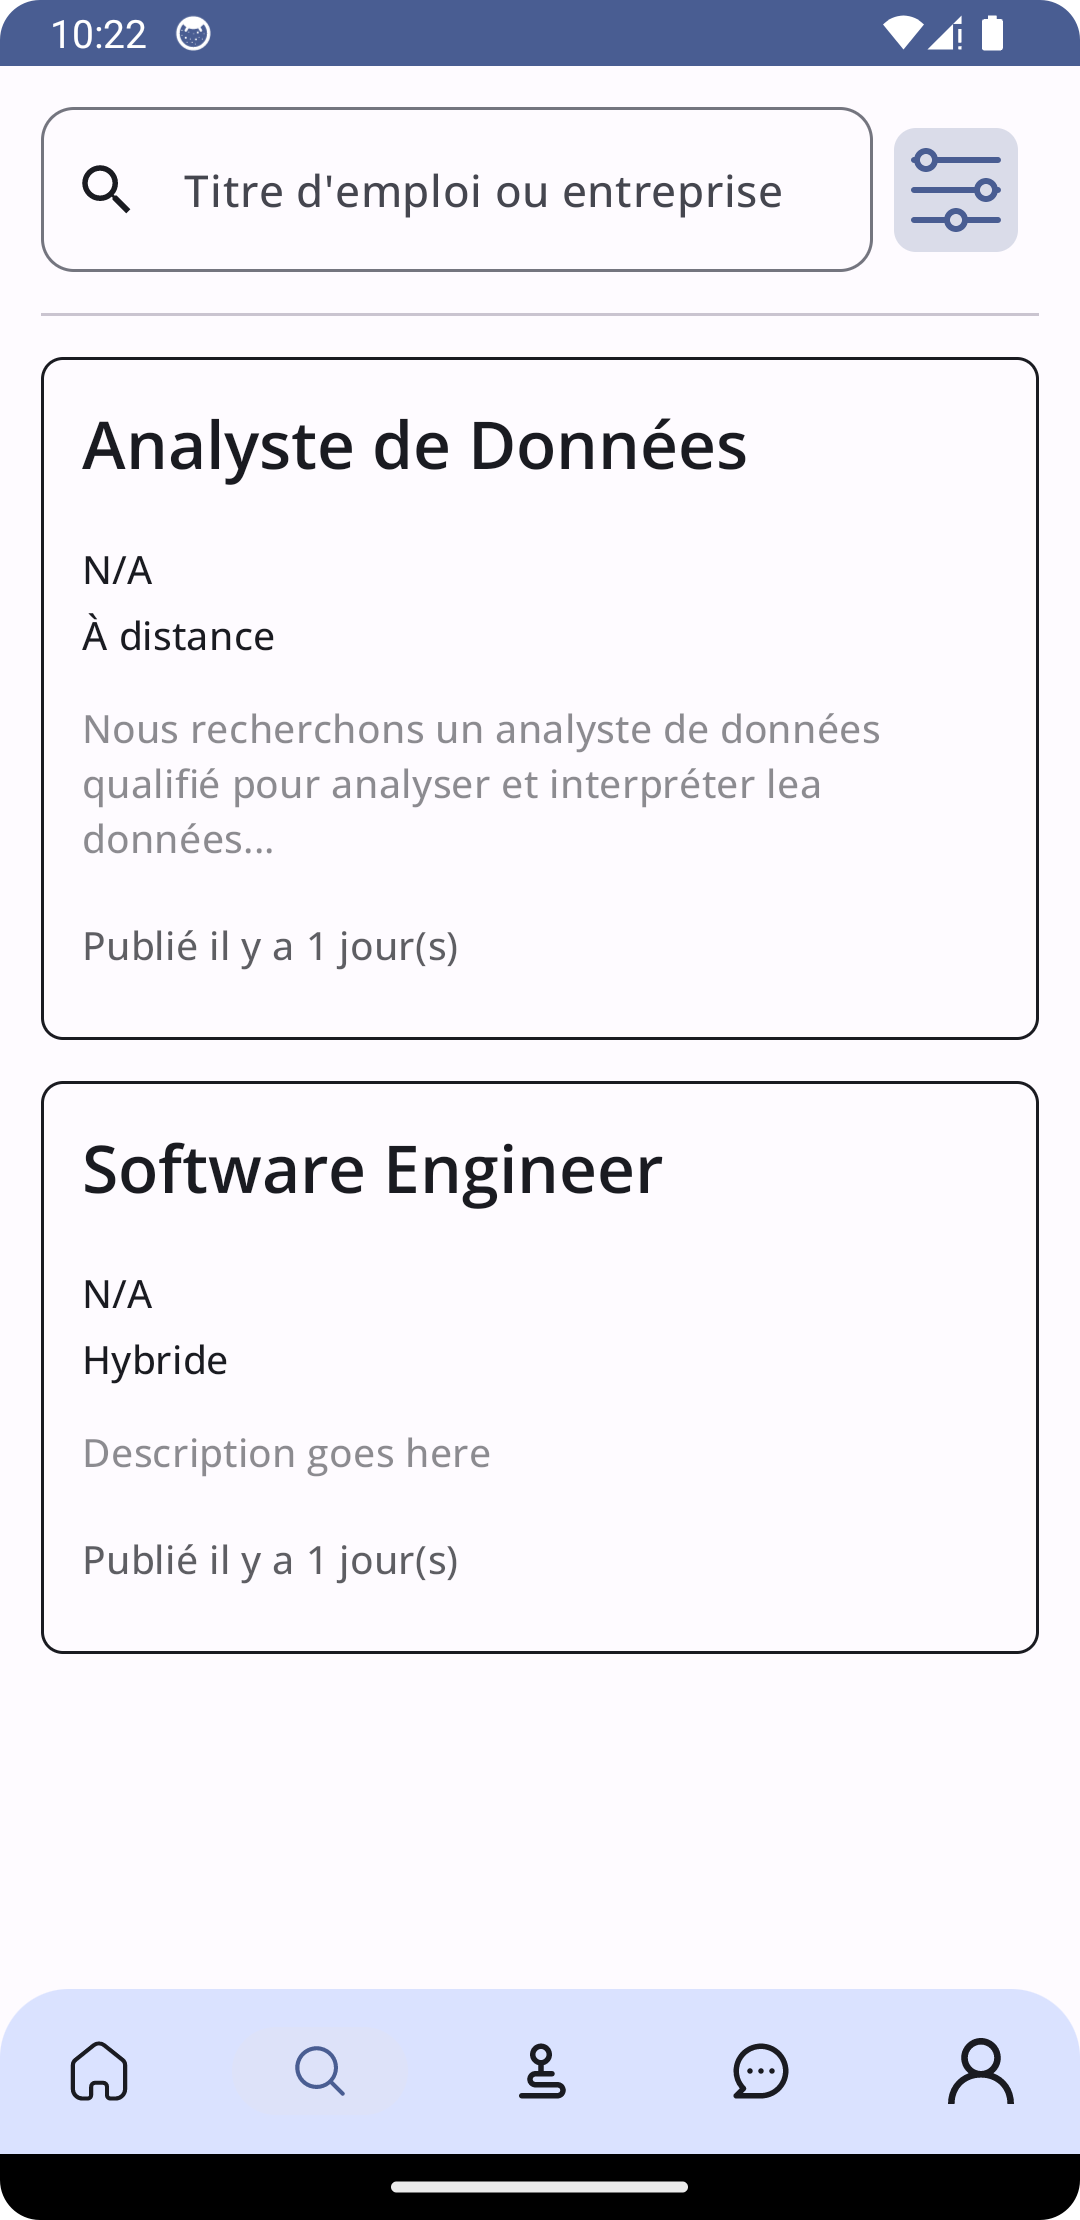 10:22
Titre d'emploi ou entreprise
Analyste de Données
N/A
À distance
Nous recherchons un analyste de données
qualifié pour analyser et interpréter lea
données...
Publié il y a 1 jour(s)
Software Engineer
N/A
Hybride
Description goes here
Publié il y a 1 jour(s)